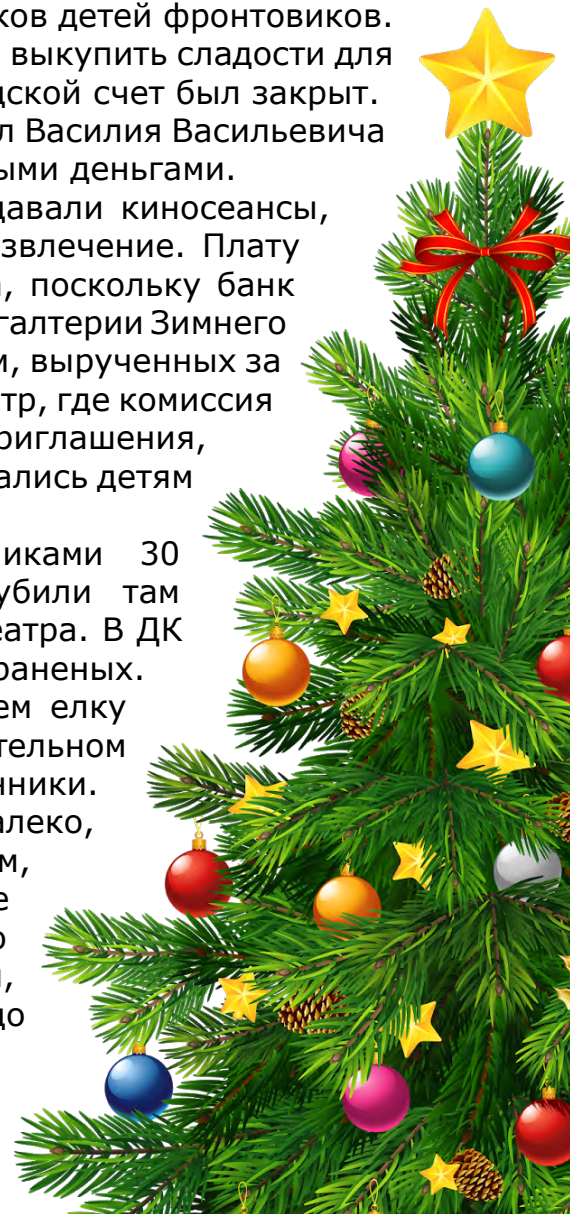 ков детей фронтовиков.
выкупить сладости для
дской счет был закрыт.
л Василия Васильевича
ыми деньгами.
давали киносеансы,
звлечение. Плату
, поскольку банк
галтерии Зимнего
м, вырученных за
тр, где комиссия
риглашения,
ались детям
иками 30
убили там
еатра. В ДК
раненых.
ем елку
тельном
нники.
алеко,
м,
е
о
,
до